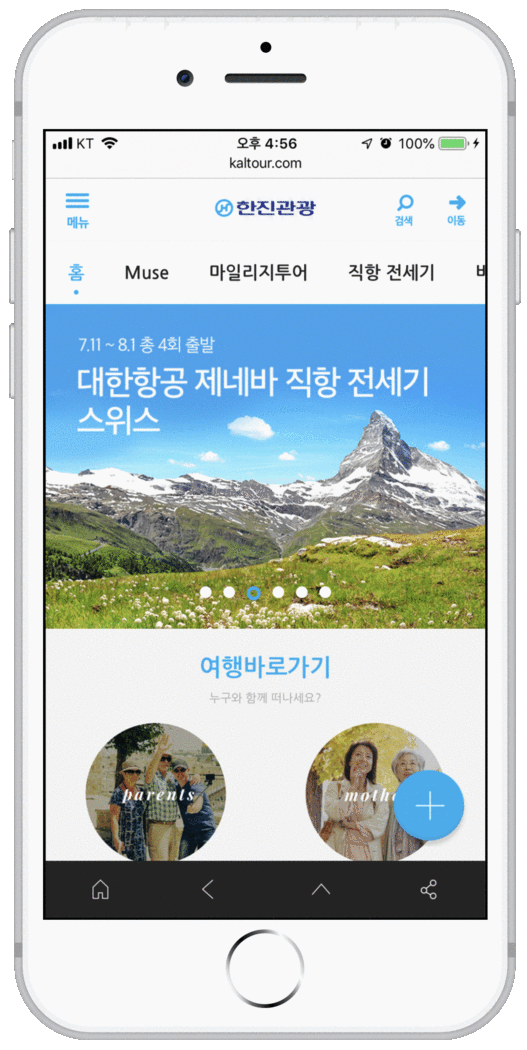 KT 오후 4:56 100%
kaltour.com
메뉴 한진관광 검색 이동
홈 Muse 마일리지투어 직항 전세기
7.11 ~ 8.1 총 4회 출발
대한항공 제네바 직항 전세기
스위스
여행바로가기
누구와 함께 떠나세요?
parents